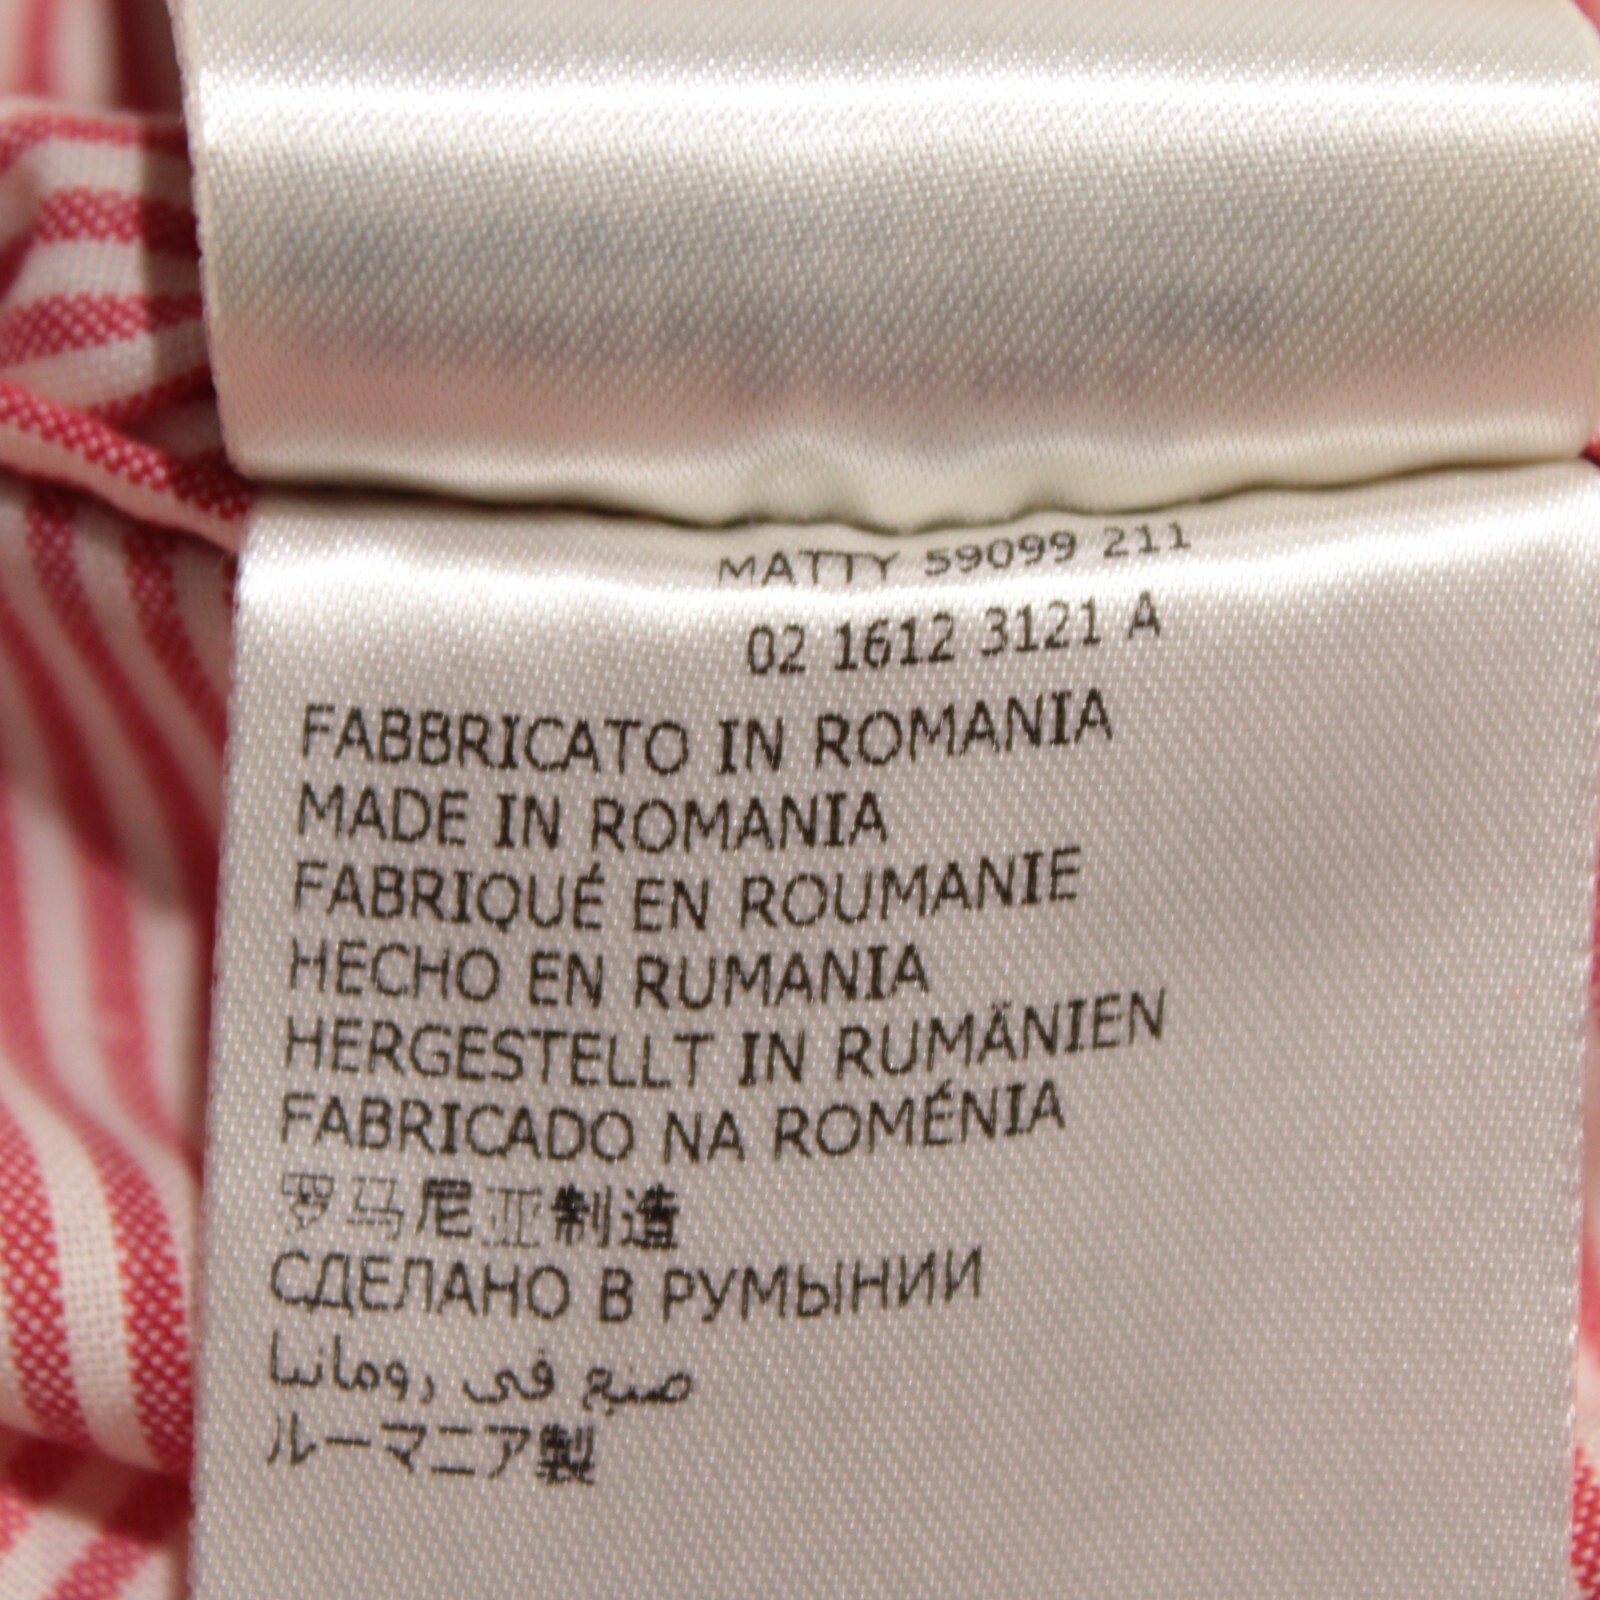 MATTY 59099 211
02 1612 3121 A
FABBRICATO IN ROMANIA
MADE IN ROMANIA
FABRIQUÉ EN ROUMANIE
HECHO EN RUMANIA
HERGESTELLT IN RUMÄNIEN
FABRICADO NA ROMÉNIA
罗马尼亚制造
СДЕЛАНО В РУМЫНИИ
صنع في رومانيا
ルーマニア製